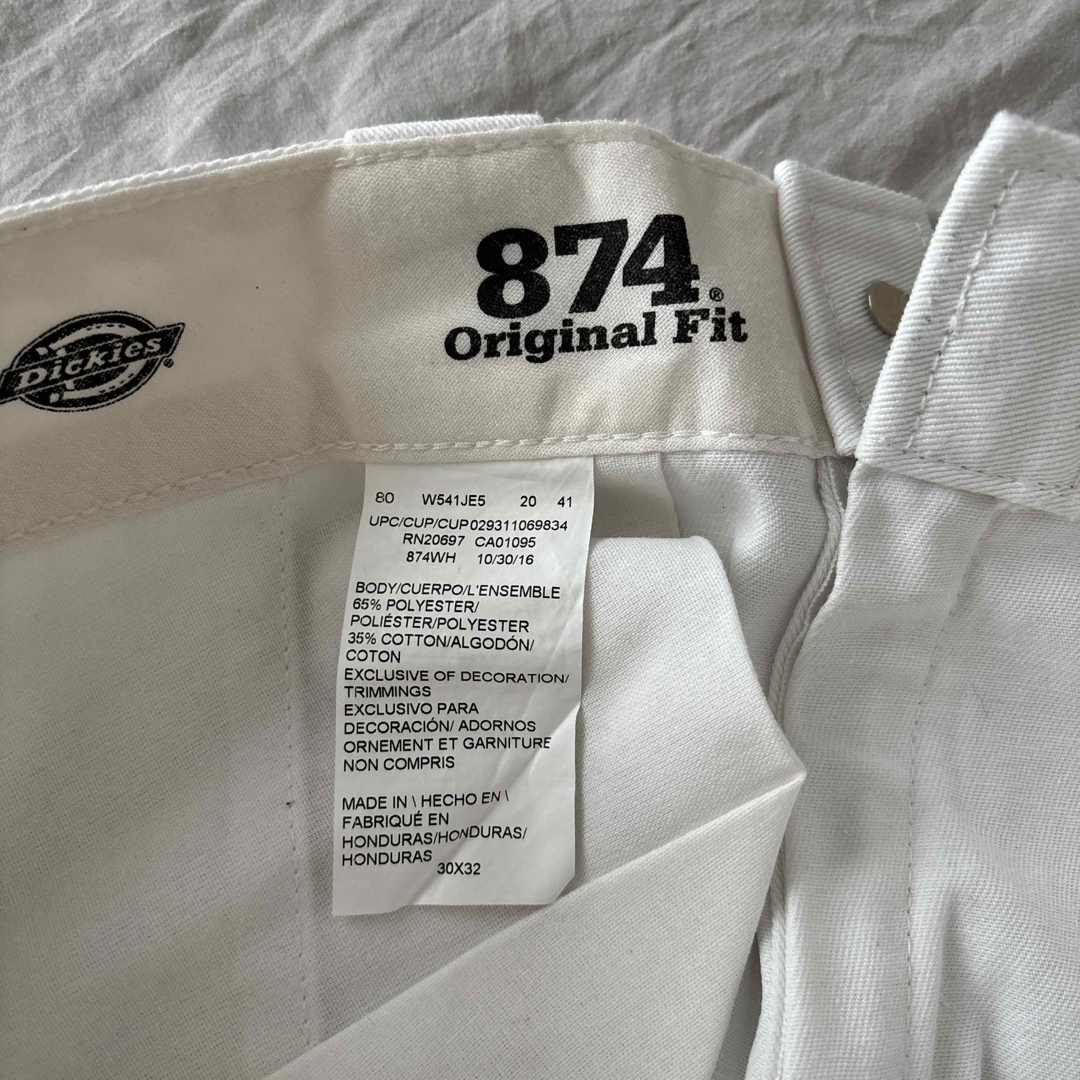 874®
Original Fit
Dickies®
80 W541JE5 20 41
UPC/CUP/CUP029311069834
RN20697 CA01095
874WH 10/30/16
BODY/CUERPO/L'ENSEMBLE
65% POLYESTER/
POLIÉSTER/POLYESTER
35% COTTON/ALGODÓN/
COTON
EXCLUSIVE OF DECORATION/
TRIMMINGS
EXCLUSIVO PARA
DECORACIÓN/ ADORNOS
ORNEMENT ET GARNITURE
NON COMPRIS
MADE IN \ HECHO EN \
FABRIQUÉ EN
HONDURAS/HONDURAS/
HONDURAS
30X32